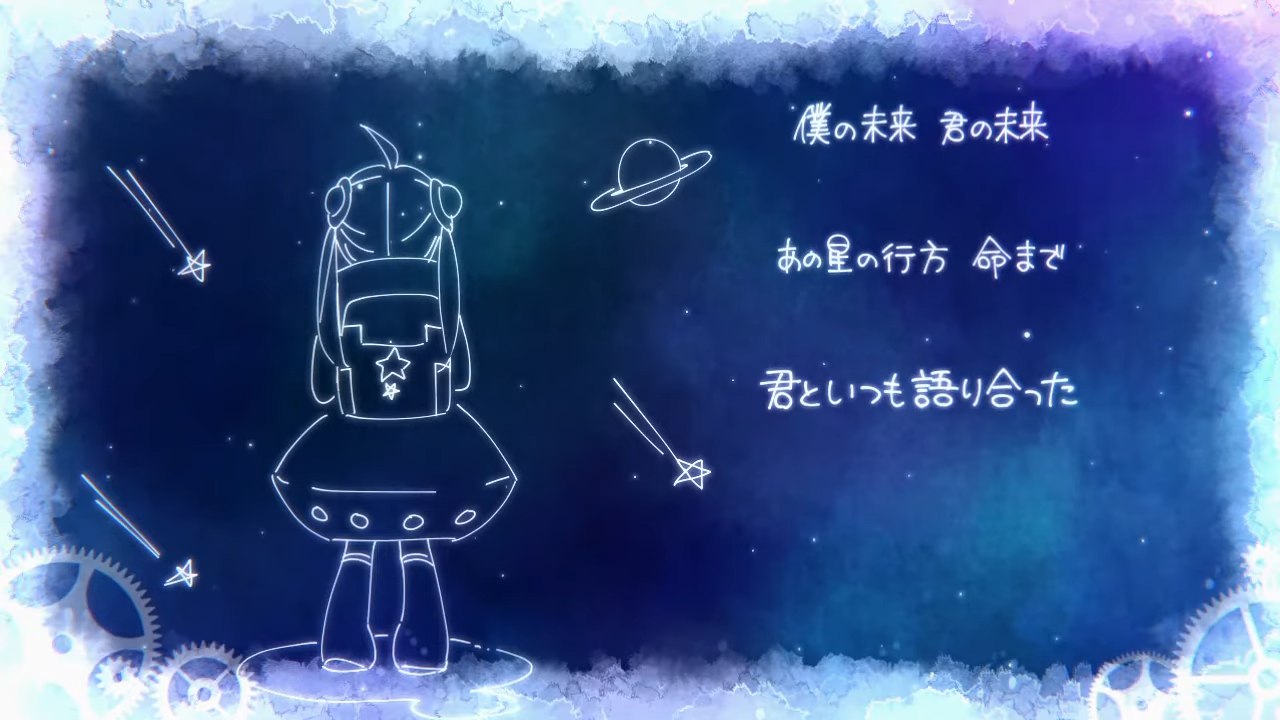 僕の未来 君の未来
あの星の行方 命まで
君といつも語り合った